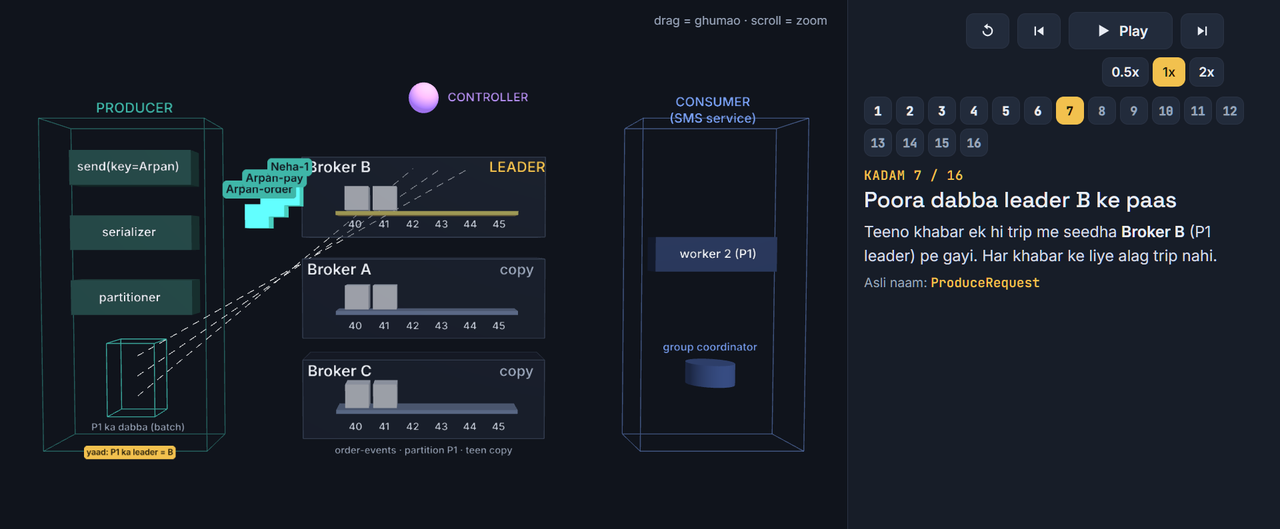 drag = ghumao · scroll = zoom
PRODUCER
send(key=Arpan)
serializer
partitioner
P1 ka dabba (batch)
yaad: P1 ka leader = B
Neha-1
Arpan-pay
Arpan-order
CONTROLLER
Broker B
LEADER
40 41 42 43 44 45
Broker A
copy
40 41 42 43 44 45
Broker C
copy
40 41 42 43 44 45
order-events · partition P1 · teen copy
CONSUMER
(SMS service)
worker 2 (P1)
group coordinator
Play
0.5x 1x 2x
1 2 3 4 5 6 7 8 9 10 11 12
13 14 15 16
KADAM 7 / 16
Poora dabba leader B ke paas
Teeno khabar ek hi trip me seedha Broker B (P1
leader) pe gayi. Har khabar ke liye alag trip nahi.
Asli naam: ProduceRequest